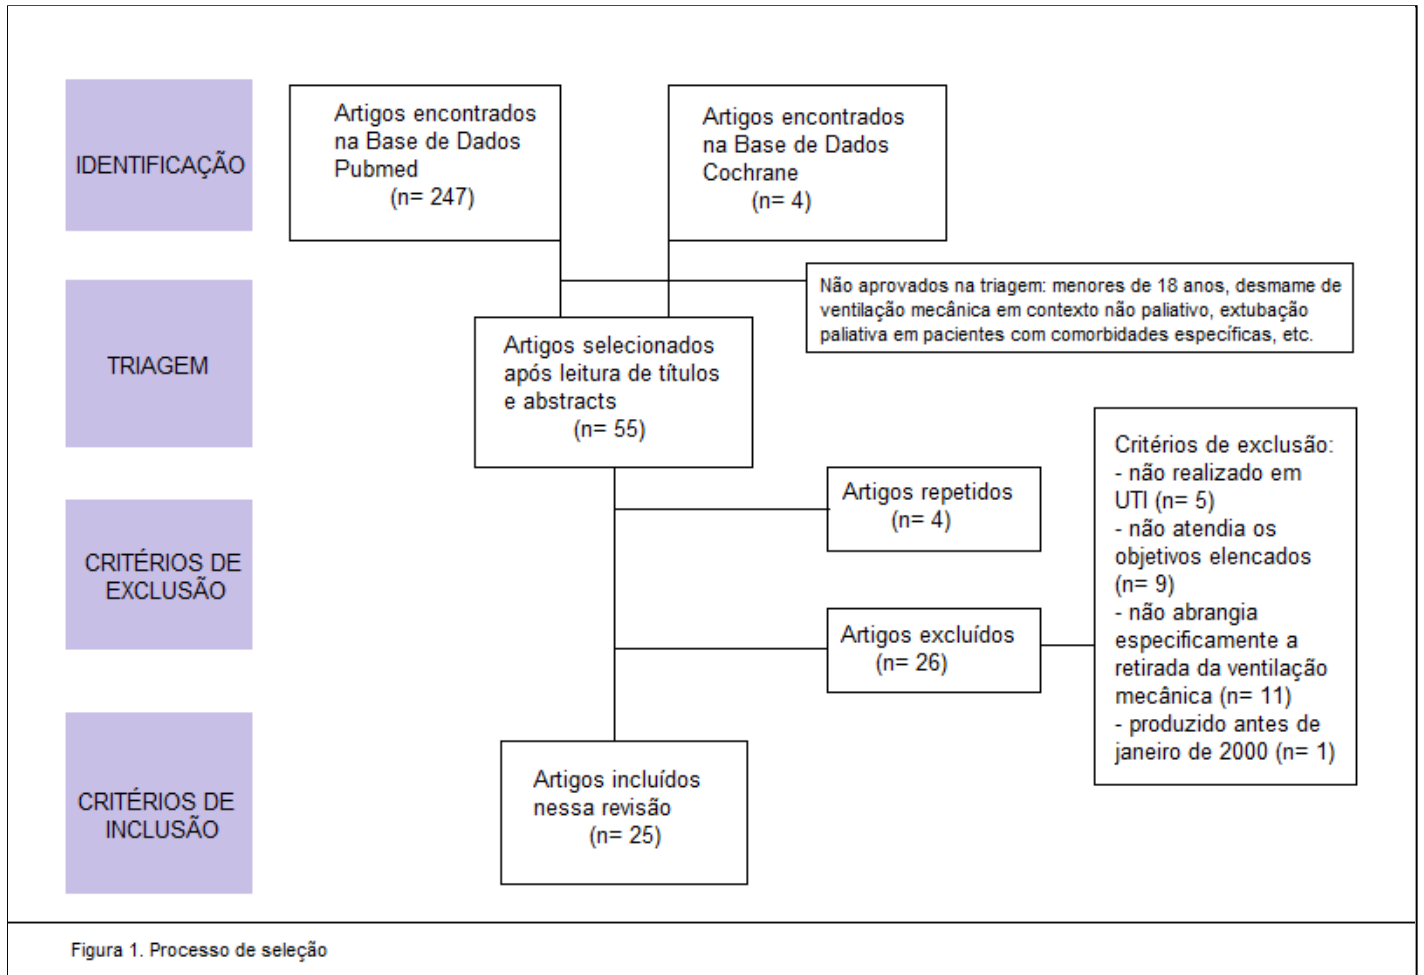 IDENTIFICAÇÃO
Artigos encontrados
na Base de Dados
Pubmed
(n= 247)
Artigos encontrados
na Base de Dados
Cochrane
(n= 4)
Não aprovados na triagem: menores de 18 anos, desmame de
ventilação mecânica em contexto não paliativo, extubação
paliativa em pacientes com comorbidades específicas, etc.
TRIAGEM
Artigos selecionados
após leitura de títulos
e abstracts
(n= 55)
CRITÉRIOS DE
EXCLUSÃO
Artigos repetidos
(n= 4)
Artigos excluídos
(n= 26)
Critérios de exclusão:
- não realizado em
UTI (n= 5)
- não atendia os
objetivos elencados
(n= 9)
- não abrangia
especificamente a
retirada da ventilação
mecânica (n= 11)
- produzido antes de
janeiro de 2000 (n= 1)
CRITÉRIOS DE
INCLUSÃO
Artigos incluídos
nessa revisão
(n= 25)
Figura 1. Processo de seleção